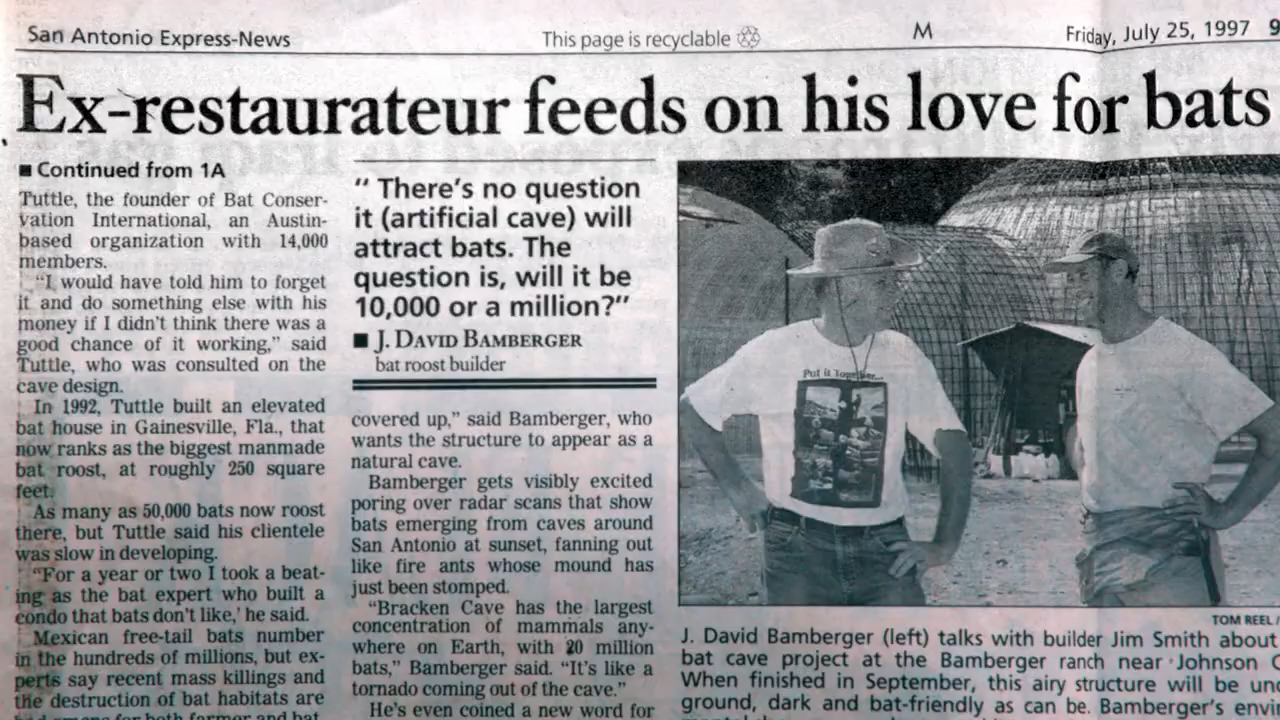 San Antonio Express-News
This page is recyclable
M
Friday, July 25, 1997 9
Ex-restaurateur feeds on his love for bats
■ Continued from 1A
Tuttle, the founder of Bat Conser-
vation International, an Austin-
based organization with 14,000
members.
"I would have told him to forget
it and do something else with his
money if I didn't think there was a
good chance of it working," said
Tuttle, who was consulted on the
cave design.
In 1992, Tuttle built an elevated
bat house in Gainesville, Fla., that
now ranks as the biggest manmade
bat roost, at roughly 250 square
feet.
As many as 50,000 bats now roost
there, but Tuttle said his clientele
was slow in developing.
"For a year or two I took a beat-
ing as the bat expert who built a
condo that bats don't like,' he said.
Mexican free-tail bats number
in the hundreds of millions, but ex-
perts say recent mass killings and
the destruction of bat habitats are
for both farmer and bat
" There's no question
it (artificial cave) will
attract bats. The
question is, will it be
10,000 or a million?"
■ J. DAVID BAMBERGER
bat roost builder
covered up," said Bamberger, who
wants the structure to appear as a
natural cave.
Bamberger gets visibly excited
poring over radar scans that show
bats emerging from caves around
San Antonio at sunset, fanning out
like fire ants whose mound has
just been stomped.
"Bracken Cave has the largest
concentration of mammals any-
where on Earth, with 20 million
bats," Bamberger said. "It's like a
tornado coming out of the cave."
He's even coined a new word for
Put it Together...
TOM REEL /
J. David Bamberger (left) talks with builder Jim Smith about
bat cave project at the Bamberger ranch near Johnson C
When finished in September, this airy structure will be und
ground, dark and bat-friendly as can be. Bamberger's envi